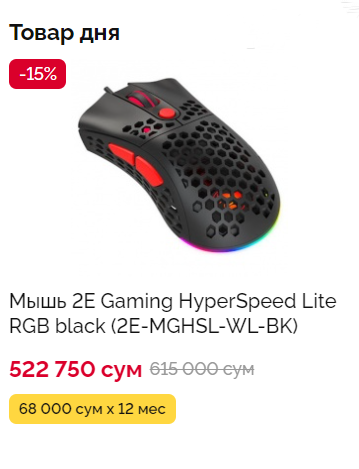 Товар дня
-15%
Мышь 2E Gaming HyperSpeed Lite
RGB black (2E-MGHSL-WL-BK)
522 750 сум 615 000 сум
68 000 сум x 12 мес